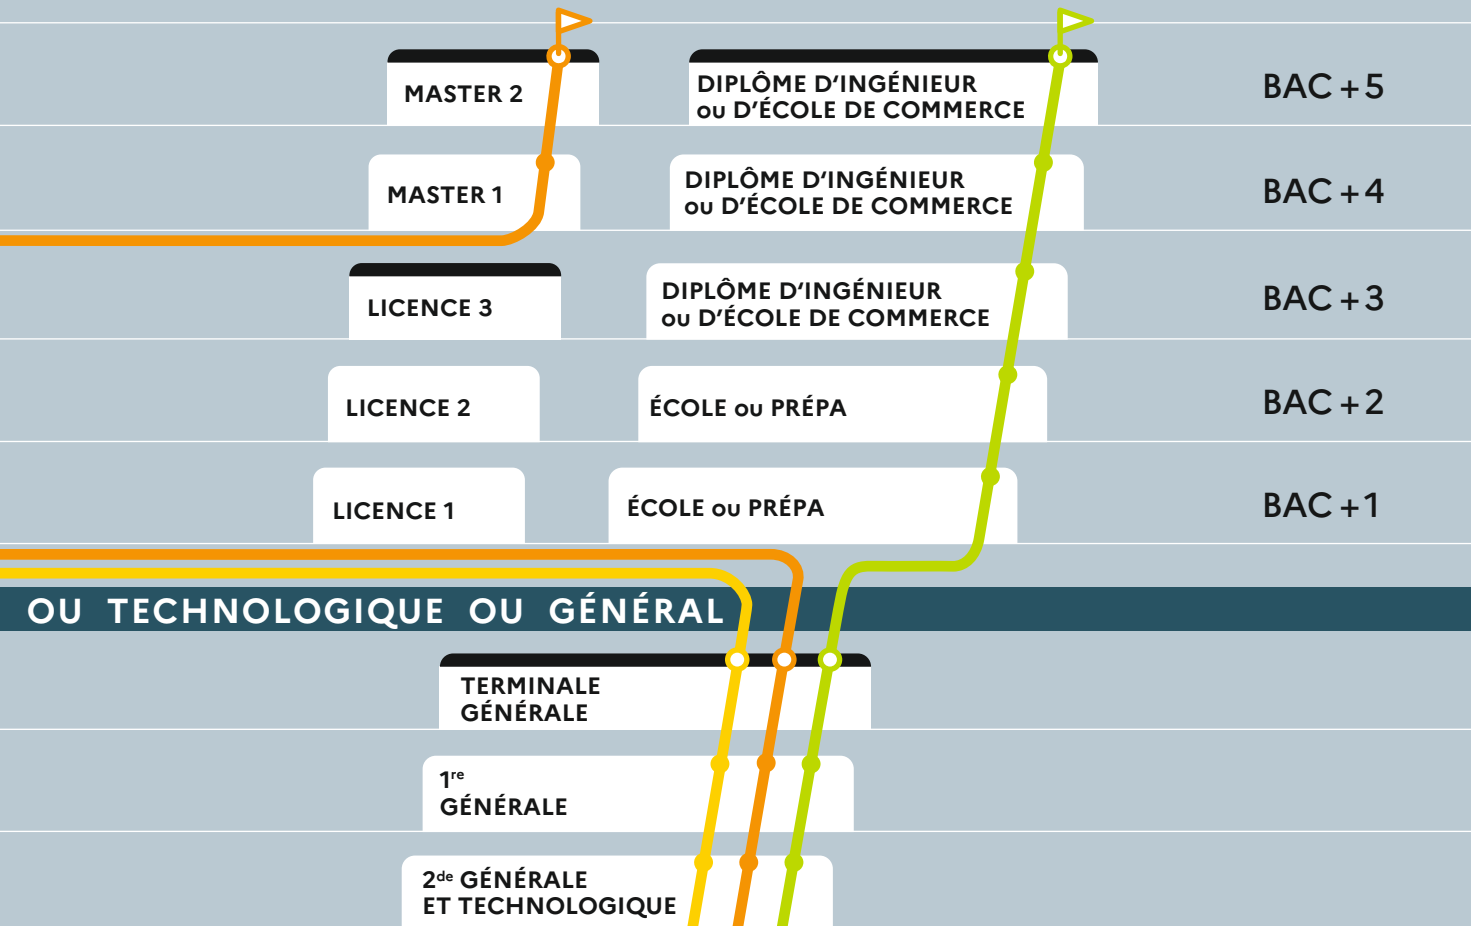 MASTER 2
DIPLÔME D'INGÉNIEUR
ou D'ÉCOLE DE COMMERCE
BAC +5
MASTER 1
DIPLÔME D'INGÉNIEUR
ou D'ÉCOLE DE COMMERCE
BAC +4
LICENCE 3
DIPLÔME D'INGÉNIEUR
ou D'ÉCOLE DE COMMERCE
BAC +3
LICENCE 2
ÉCOLE ou PRÉPA
BAC +2
LICENCE 1
ÉCOLE ou PRÉPA
BAC +1
OU TECHNOLOGIQUE OU GÉNÉRAL
TERMINALE
GÉNÉRALE
1re
GÉNÉRALE
2de GÉNÉRALE
ET TECHNOLOGIQUE